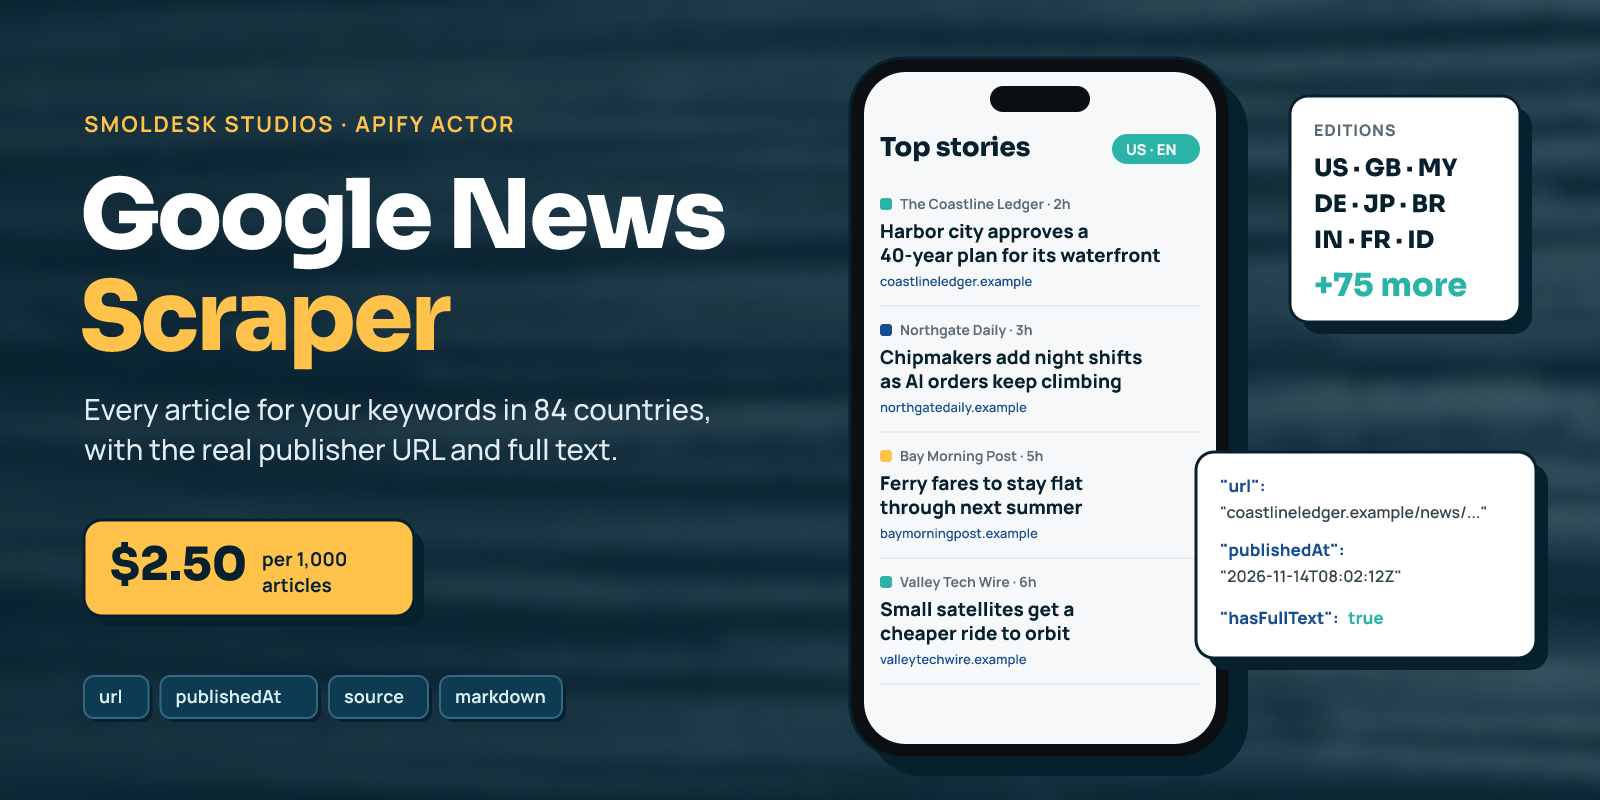 SMOLDESK STUDIOS · APIFY ACTOR
Google News
Scraper
Every article for your keywords in 84 countries,
with the real publisher URL and full text.
$2.50
per 1,000
articles
url
publishedAt
source
markdown
Top stories
US · EN
The Coastline Ledger · 2h
Harbor city approves a
40-year plan for its waterfront
coastlineledger.example
Northgate Daily · 3h
Chipmakers add night shifts
as AI orders keep climbing
northgatedaily.example
Bay Morning Post · 5h
Ferry fares to stay flat
through next summer
baymorningpost.example
Valley Tech Wire · 6h
Small satellites get a
cheaper ride to orbit
valleytechwire.example
EDITIONS
US · GB · MY
DE · JP · BR
IN · FR · ID
+75 more
"url":
"coastlineledger.example/news/..."
"publishedAt":
"2026-11-14T08:02:12Z"
"hasFullText": true